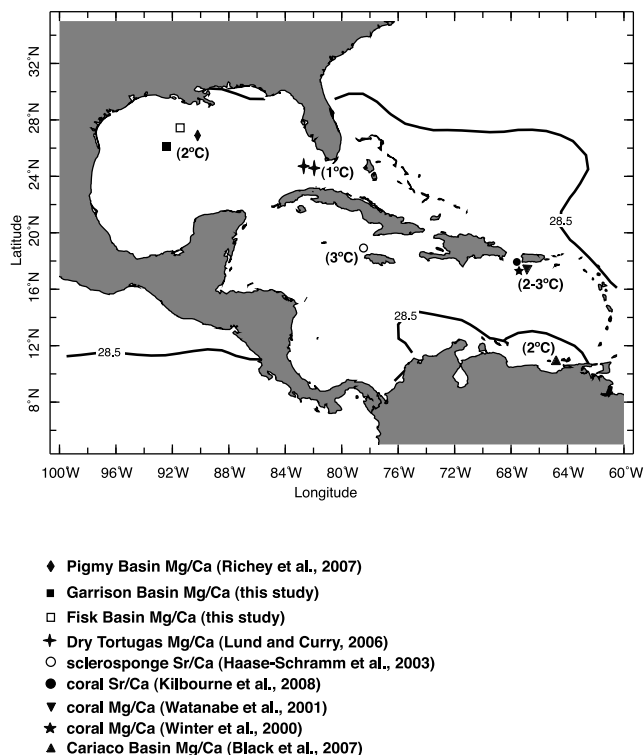 32°N
28°N
24°N
20°N
16°N
12°N
8°N
Latitude
(2°C)
(1°C)
(3°C)
(2-3°C)
(2°C)
28.5
28.5
28.5
100°W 96°W 92°W 88°W 84°W 80°W 76°W 72°W 68°W 64°W 60°W
Longitude
Pigmy Basin Mg/Ca (Richey et al., 2007)
Garrison Basin Mg/Ca (this study)
Fisk Basin Mg/Ca (this study)
Dry Tortugas Mg/Ca (Lund and Curry, 2006)
sclerosponge Sr/Ca (Haase-Schramm et al., 2003)
coral Sr/Ca (Kilbourne et al., 2008)
coral Mg/Ca (Watanabe et al., 2001)
coral Mg/Ca (Winter et al., 2000)
Cariaco Basin Mg/Ca (Black et al., 2007)